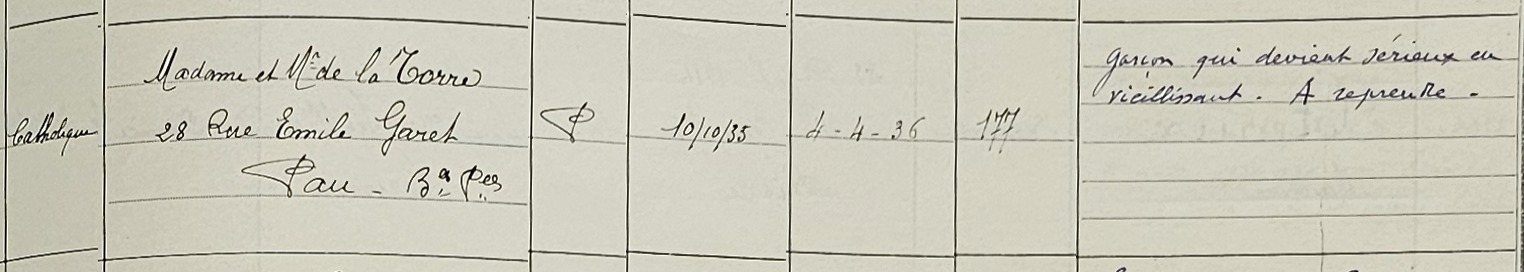 Catholique
Madame et Mr de la Torre
28 Rue Emile Garet
Pau - Bas Pées
P
10/10/35
4-4-36
177
garçon qui devient sérieux en
vieillissant. A reprendre.